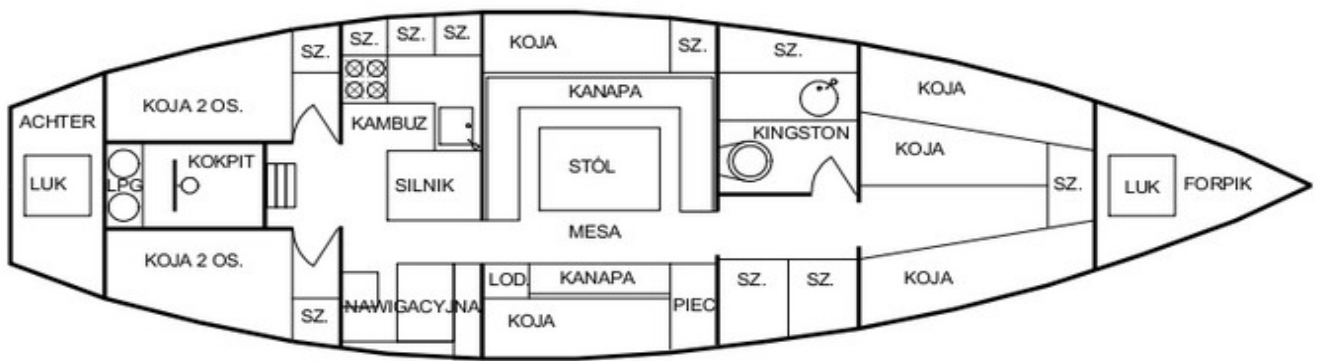 ACHTER
LUK
KOJA 2 OS.
SZ.
LPG
KOKPIT
KOJA 2 OS.
SZ.
SZ.
SZ.
SZ.
KAMBUZ
SILNIK
NAWIGACYJNA
KOJA
SZ.
KANAPA
STÓL
MESA
LOD.
KANAPA
PIEC
KOJA
SZ.
KINGSTON
SZ.
SZ.
KOJA
KOJA
SZ.
KOJA
LUK
FORPIK